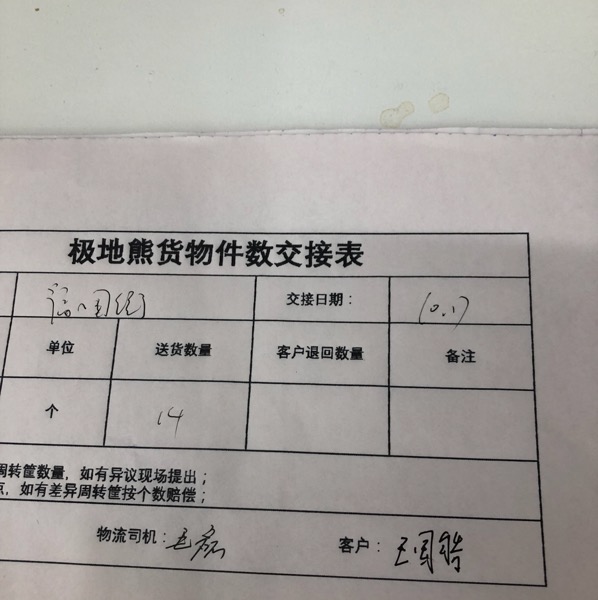 极地熊货物件数交接表
交接日期： 10.17
单位 送货数量 客户退回数量 备注
个 14
周转筐数量，如有异议现场提出；
点，如有差异周转筐按个数赔偿；
物流司机： 客户： 王国